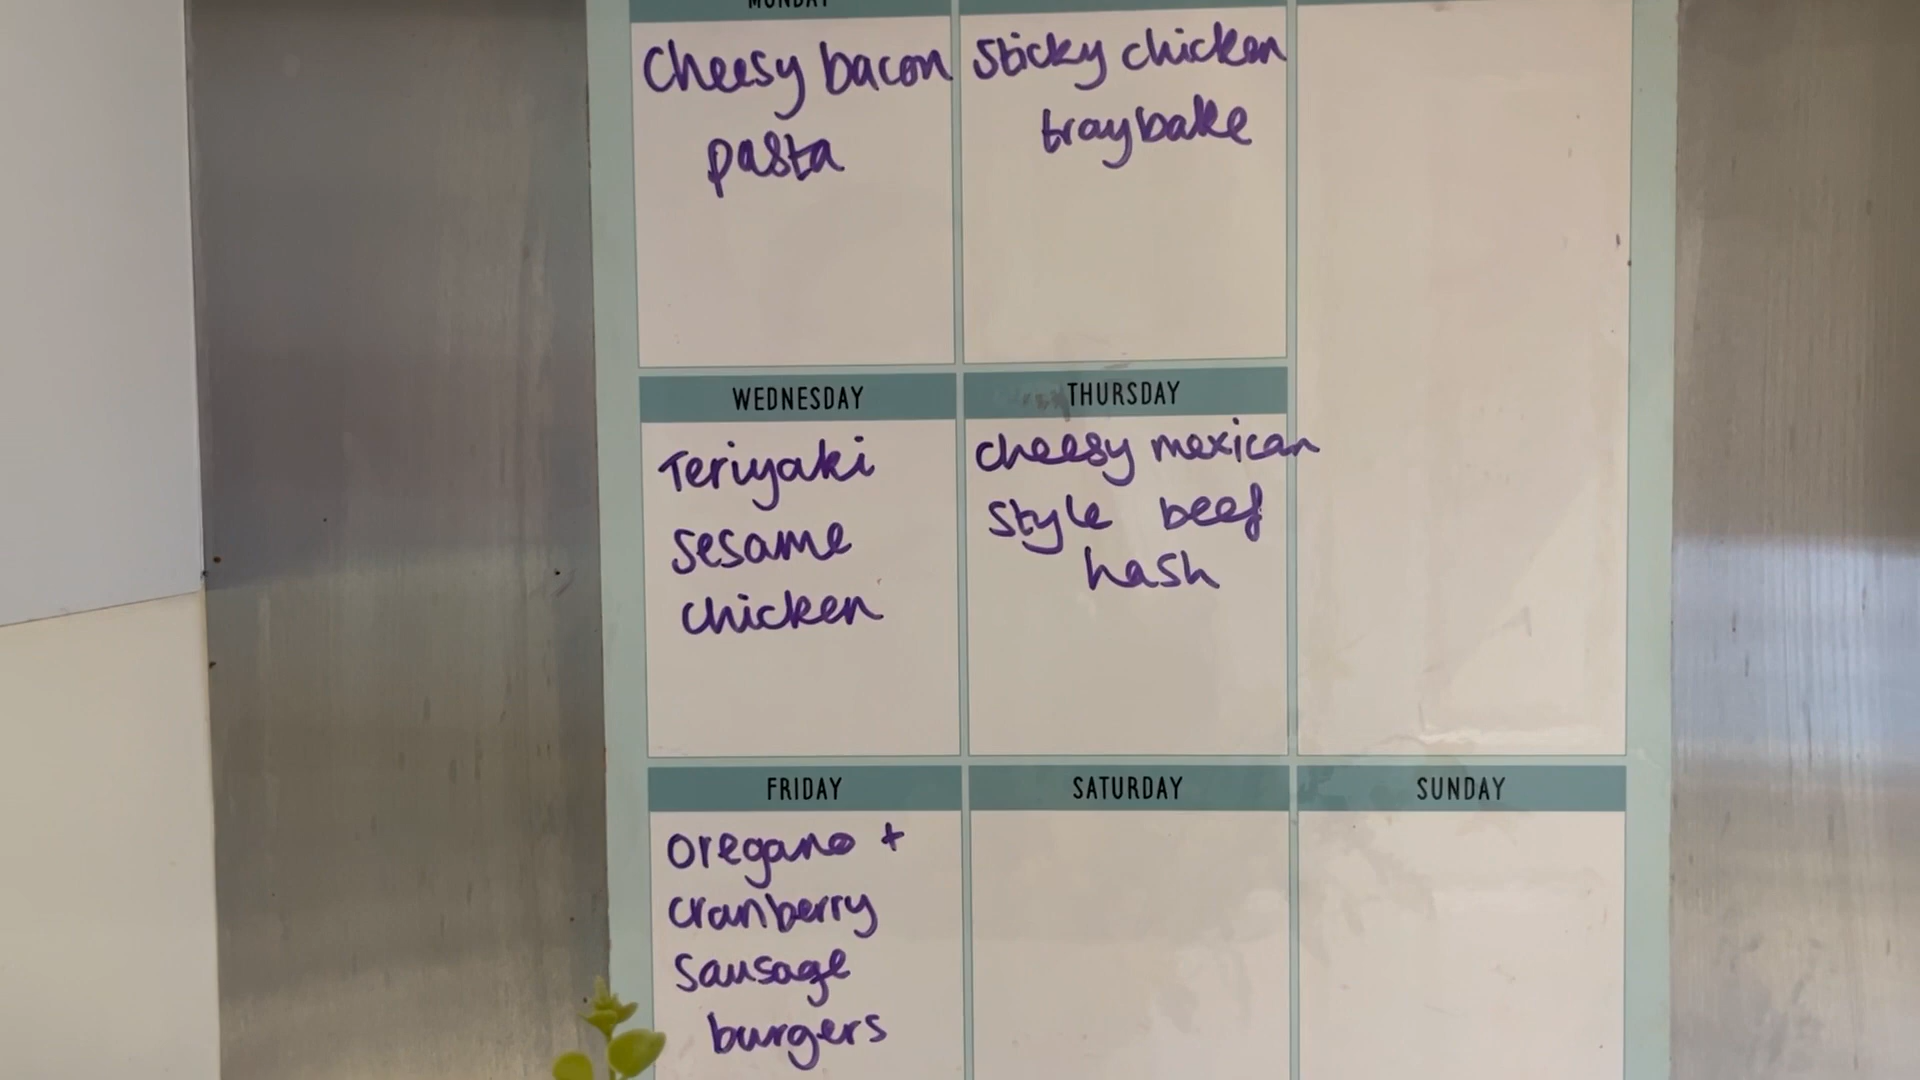 MONDAY
Cheesy bacon
pasta
Sticky chicken
traybake
WEDNESDAY
Teriyaki
sesame
chicken
THURSDAY
cheesy mexican
style beef
hash
FRIDAY
Oregano +
cranberry
sausage
burgers
SATURDAY
SUNDAY